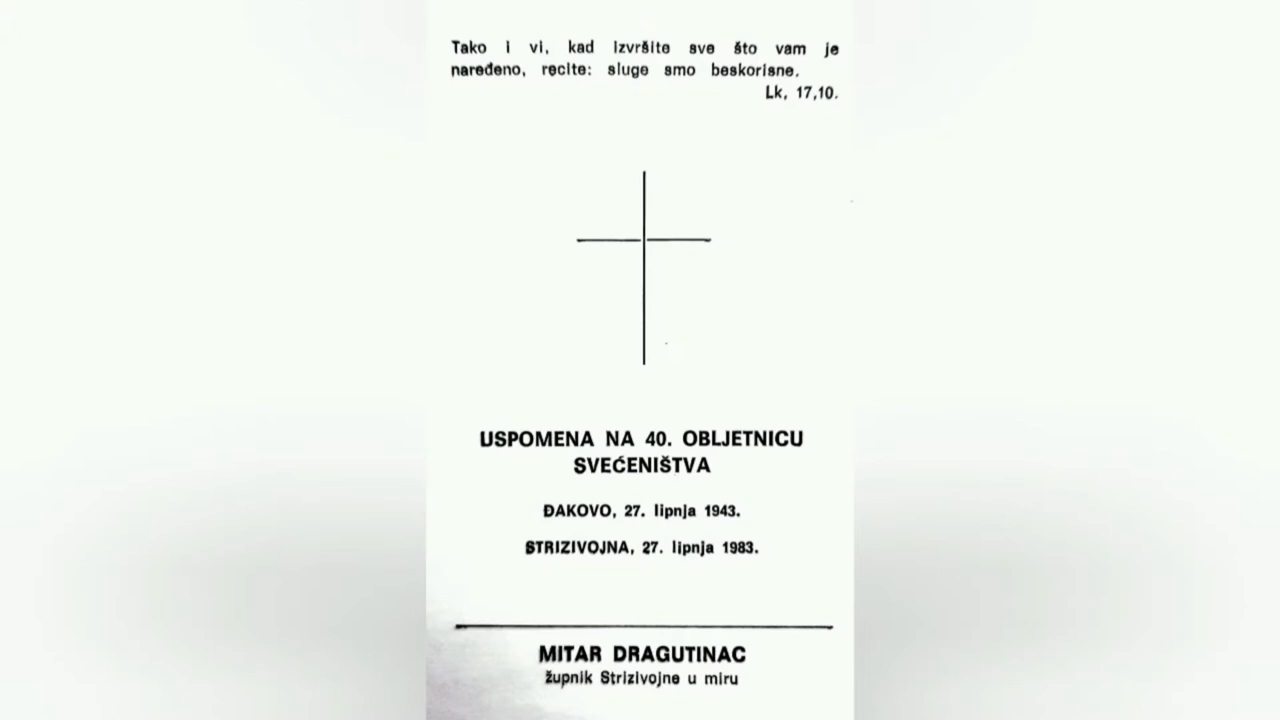 Tako i vi, kad izvršite sve što vam je
naređeno, recite: sluge smo beskorisne.
Lk, 17,10.
USPOMENA NA 40. OBLJETNICU
SVEĆENIŠTVA
ĐAKOVO, 27. lipnja 1943.
STRIZIVOJNA, 27. lipnja 1983.
MITAR DRAGUTINAC
župnik Strizivojne u miru